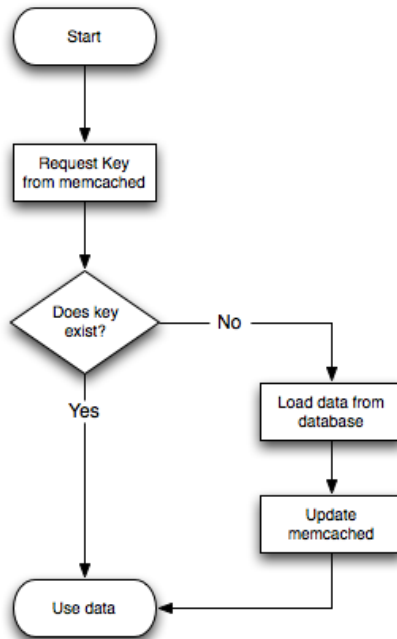 Start
Request Key
from memcached
Does key
exist?
No
Yes
Load data from
database
Update
memcached
Use data